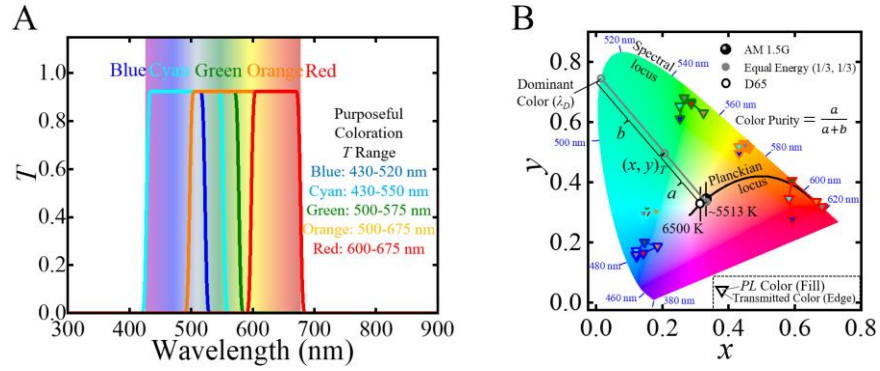 A
Blue Cyan Green Orange Red
Purposeful
Coloration
T Range
Blue: 430-520 nm
Cyan: 430-550 nm
Green: 500-575 nm
Orange: 500-675 nm
Red: 600-675 nm
T
1.0
0.8
0.6
0.4
0.2
0.0
300 400 500 600 700 800 900
Wavelength (nm)
B
520 nm
Spectral
locus
540 nm
AM 1.5G
Equal Energy (1/3, 1/3)
D65
Dominant
Color (λD)
560 nm
Color Purity = a/(a+b)
500 nm
b
(x, y)T
a
580 nm
Planckian
locus
600 nm
620 nm
~5513 K
6500 K
480 nm
460 nm
380 nm
PL Color (Fill)
Transmitted Color (Edge)
y
0.8
0.6
0.4
0.2
0.0
0.0 0.2 0.4 0.6 0.8
x